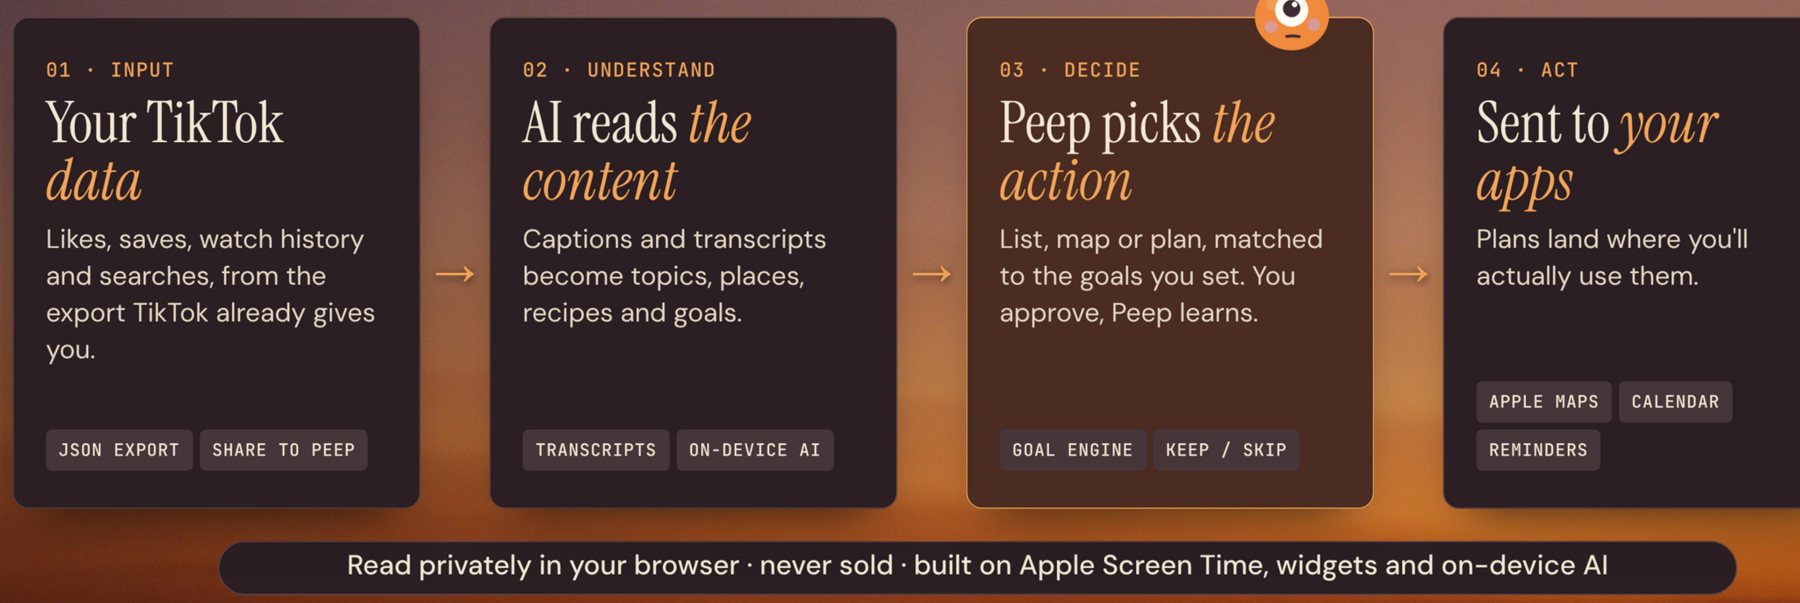 01 · INPUT
Your TikTok
data
Likes, saves, watch history
and searches, from the
export TikTok already gives
you.
JSON EXPORT
SHARE TO PEEP
→
02 · UNDERSTAND
AI reads the
content
Captions and transcripts
become topics, places,
recipes and goals.
TRANSCRIPTS
ON-DEVICE AI
→
03 · DECIDE
Peep picks the
action
List, map or plan, matched
to the goals you set. You
approve, Peep learns.
GOAL ENGINE
KEEP / SKIP
→
04 · ACT
Sent to your
apps
Plans land where you'll
actually use them.
APPLE MAPS
CALENDAR
REMINDERS
Read privately in your browser · never sold · built on Apple Screen Time, widgets and on-device AI